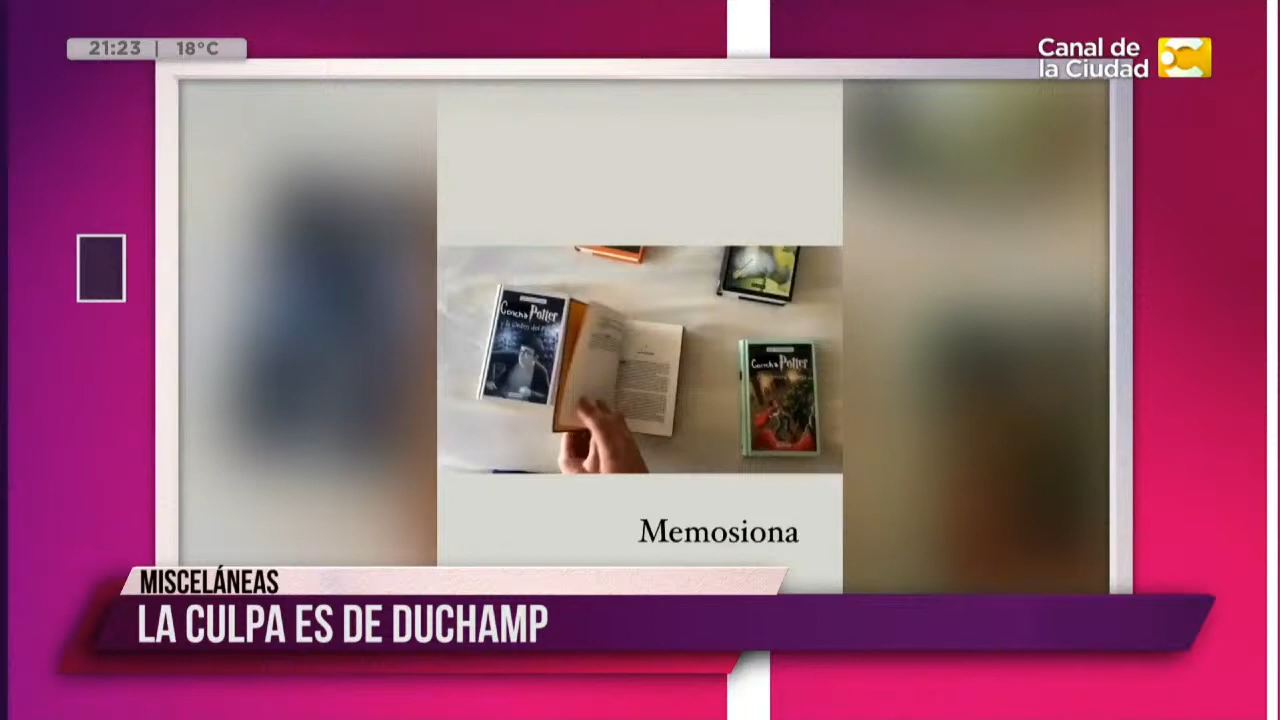 21:23 | 18°C
Canal de
la Ciudad
Concha Potter
Concha Potter
Memosiona
MISCELÁNEAS
LA CULPA ES DE DUCHAMP